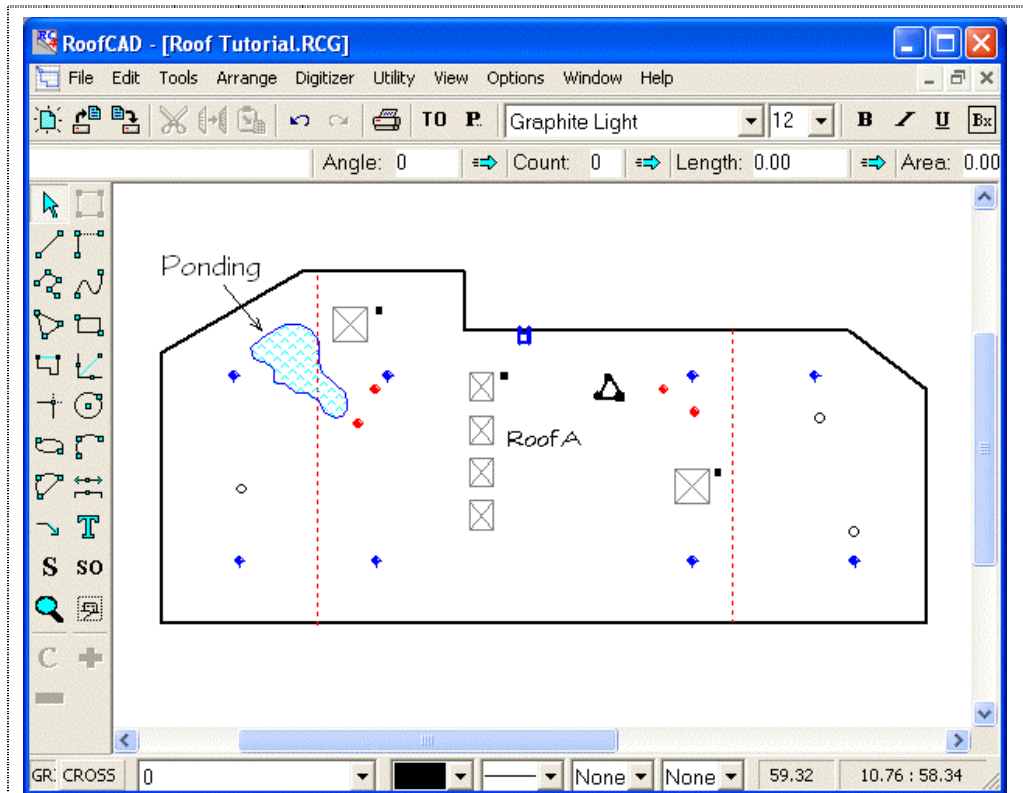 RoofCAD - [Roof Tutorial.RCG]
File Edit Tools Arrange Digitizer Utility View Options Window Help
TO P.. Graphite Light 12 B I U Bx
Angle: 0 Count: 0 Length: 0.00 Area: 0.00
Ponding
Roof A
T
S SO
C
GR: CROSS 0 None None 59.32 10.76 : 58.34